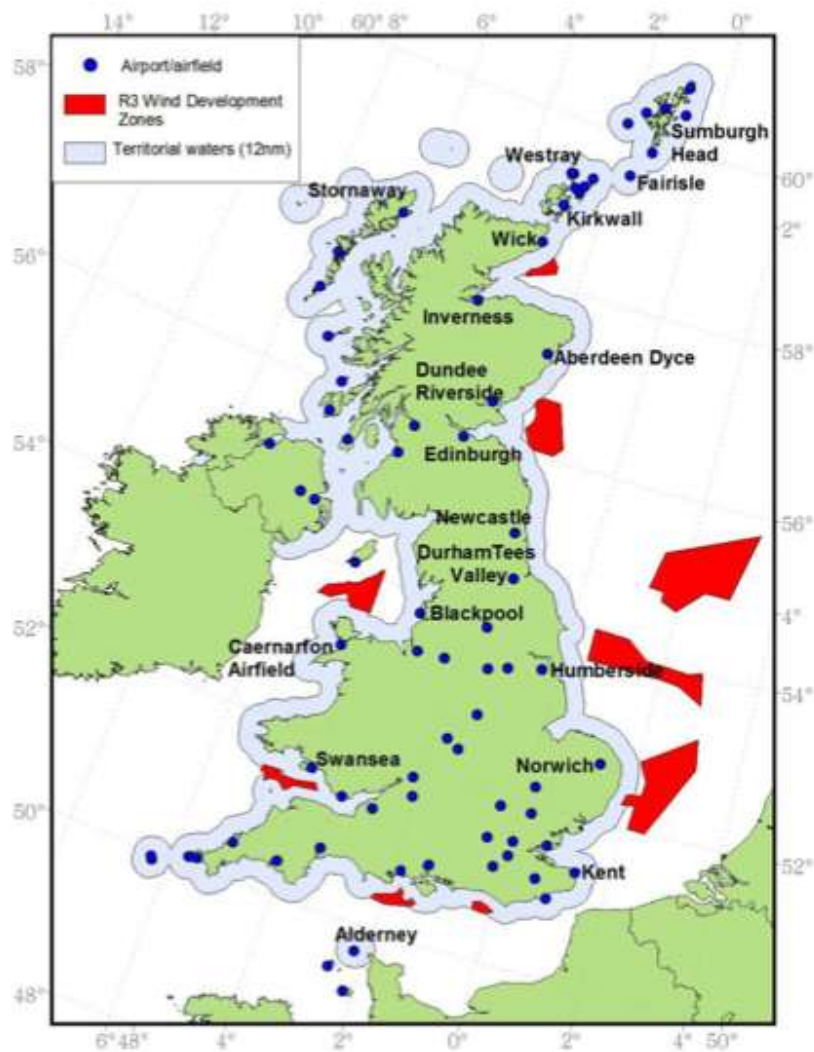 14° 12° 10° 60° 8° 6° 4° 2° 0°
58°
Airport/airfield
R3 Wind Development
Zones
Territorial waters (12nm)
Sumburgh
Head
Westray
Fairisle
60°
Stornaway
Kirkwall
2°
Wick
56°
Inverness
Aberdeen Dyce
58°
Dundee
Riverside
54°
Edinburgh
Newcastle
56°
DurhamTees
Valley
Blackpool
4°
52°
Caernarfon
Airfield
Humberside
54°
Swansea
Norwich
50°
Kent
52°
Alderney
48°
6° 48° 4° 2° 0° 2° 4° 50°